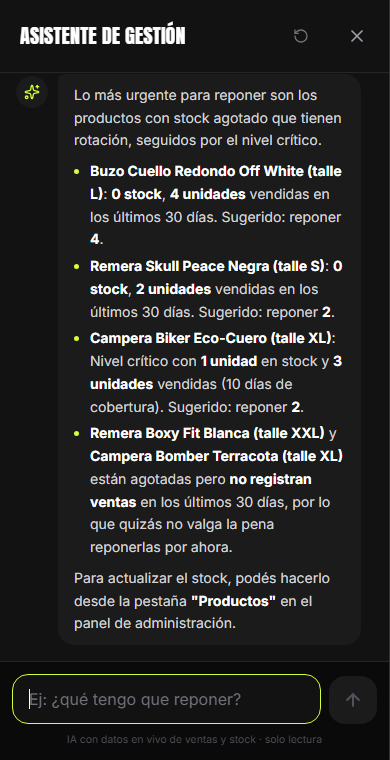 ASISTENTE DE GESTIÓN
Lo más urgente para reponer son los
productos con stock agotado que tienen
rotación, seguidos por el nivel crítico.
• Buzo Cuello Redondo Off White (talle
L): 0 stock, 4 unidades vendidas en
los últimos 30 días. Sugerido: reponer
4.
• Remera Skull Peace Negra (talle S): 0
stock, 2 unidades vendidas en los
últimos 30 días. Sugerido: reponer 2.
• Campera Biker Eco-Cuero (talle XL):
Nivel crítico con 1 unidad en stock y 3
unidades vendidas (10 días de
cobertura). Sugerido: reponer 2.
• Remera Boxy Fit Blanca (talle XXL) y
Campera Bomber Terracota (talle XL)
están agotadas pero no registran
ventas en los últimos 30 días, por lo
que quizás no valga la pena
reponerlas por ahora.
Para actualizar el stock, podés hacerlo
desde la pestaña "Productos" en el
panel de administración.
Ej: ¿qué tengo que reponer?
IA con datos en vivo de ventas y stock · solo lectura